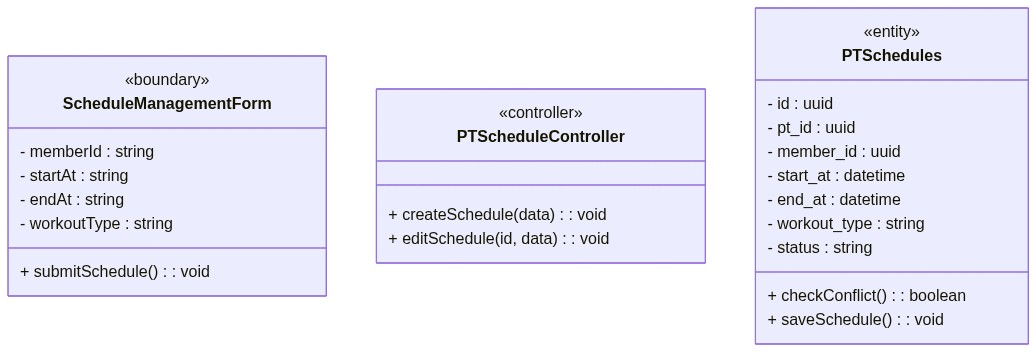 «boundary»
ScheduleManagementForm
- memberId : string
- startAt : string
- endAt : string
- workoutType : string
+ submitSchedule() : : void
«controller»
PTScheduleController
+ createSchedule(data) : : void
+ editSchedule(id, data) : : void
«entity»
PTSchedules
- id : uuid
- pt_id : uuid
- member_id : uuid
- start_at : datetime
- end_at : datetime
- workout_type : string
- status : string
+ checkConflict() : : boolean
+ saveSchedule() : : void